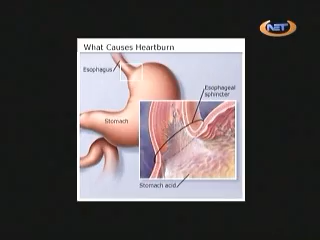 NET
What Causes Heartburn
Esophagus
Esophageal
sphincter
Stomach
Stomach acid